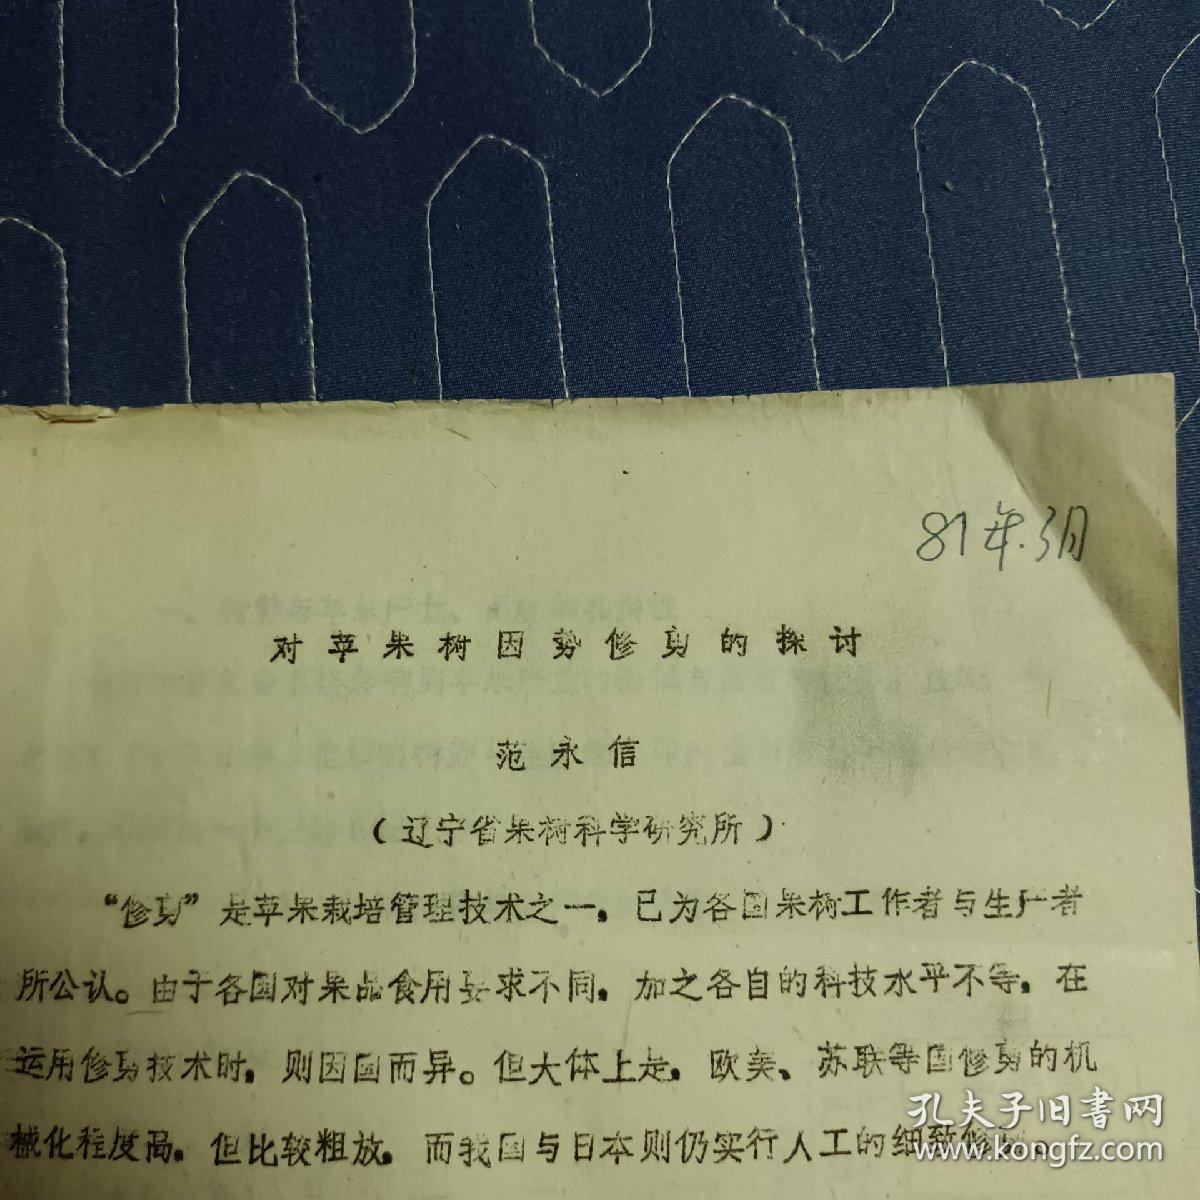 81年.3月
对苹果树因势修剪的探讨
范永信
(辽宁省果树科学研究所)
“修剪”是苹果栽培管理技术之一，已为各国果树工作者与生产者
所公认。由于各国对果品食用要求不同，加之各自的科技水平不等，在
运用修剪技术时，则因国而异。但大体上是，欧美、苏联等国修剪的机
械化程度高，但比较粗放，而我国与日本则仍实行人工的细致修剪。
孔夫子旧书网
www.kongfz.com